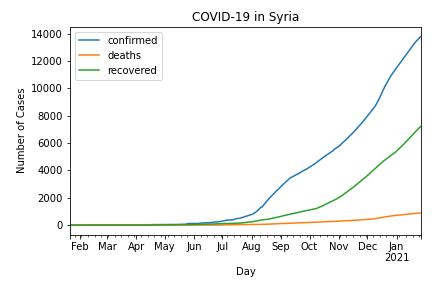 COVID-19 in Syria
confirmed
deaths
recovered
Number of Cases
14000
12000
10000
8000
6000
4000
2000
0
Feb Mar Apr May Jun Jul Aug Sep Oct Nov Dec Jan
2021
Day